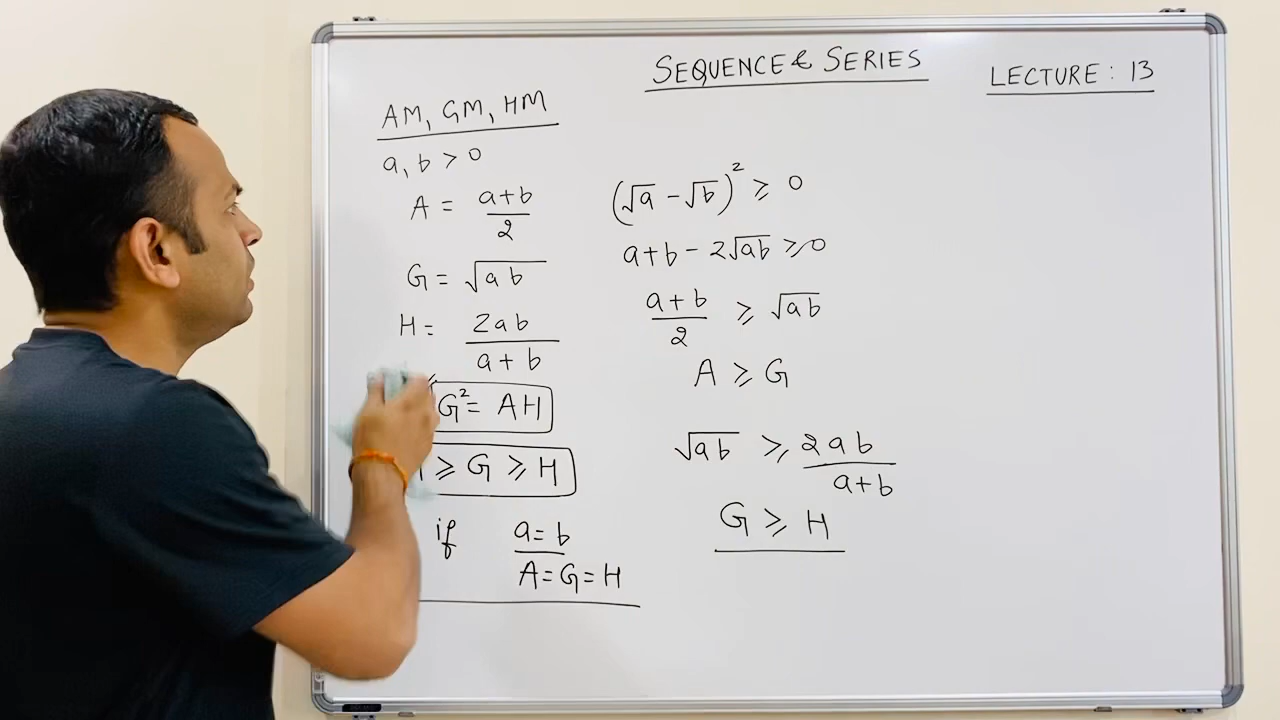 SEQUENCE & SERIES
LECTURE : 13
AM, GM, HM
a, b > 0
A = a+b / 2
G = √ab
H = 2ab / a+b
G² = AH
≥ G ≥ H
if a=b
A=G=H
(√a - √b)² ≥ 0
a+b - 2√ab ≥ 0
a+b / 2 ≥ √ab
A ≥ G
√ab ≥ 2ab / a+b
G ≥ H